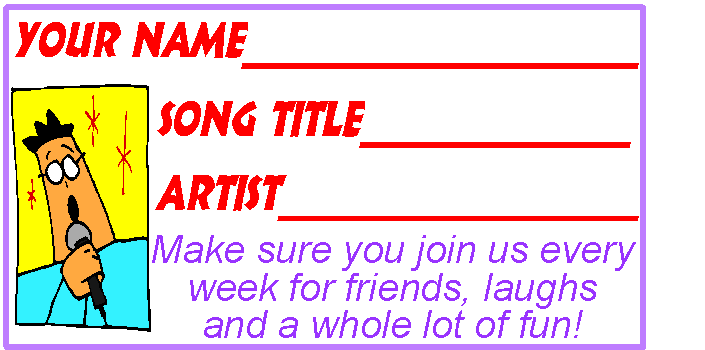 YOUR NAME
SONG TITLE
ARTIST
Make sure you join us every
week for friends, laughs
and a whole lot of fun!